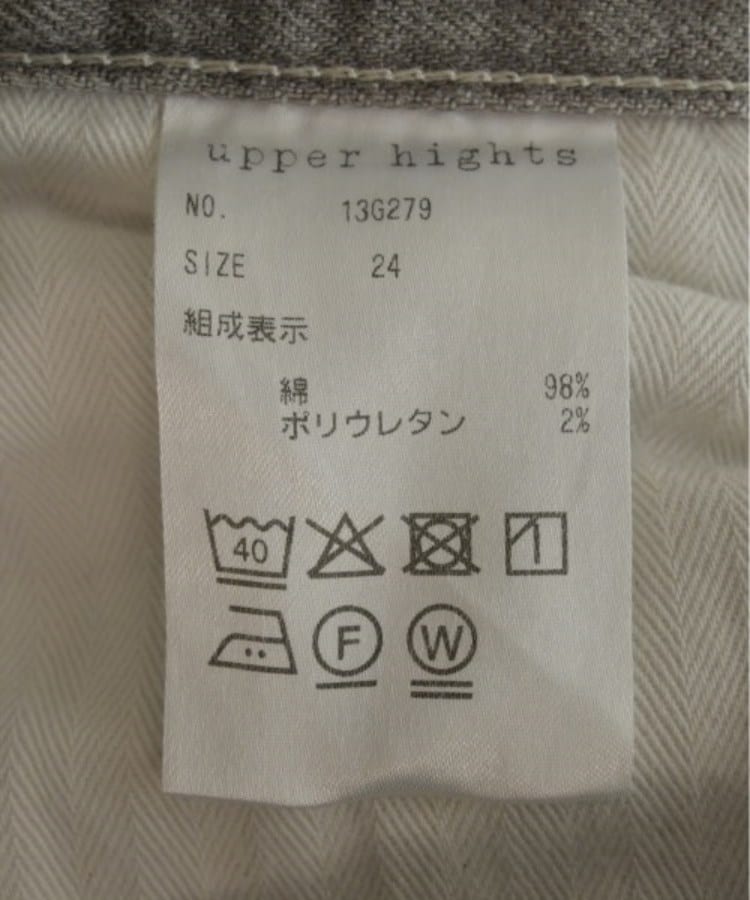 upper hights
NO. 13G279
SIZE 24
組成表示
綿 98%
ポリウレタン 2%
40
F W